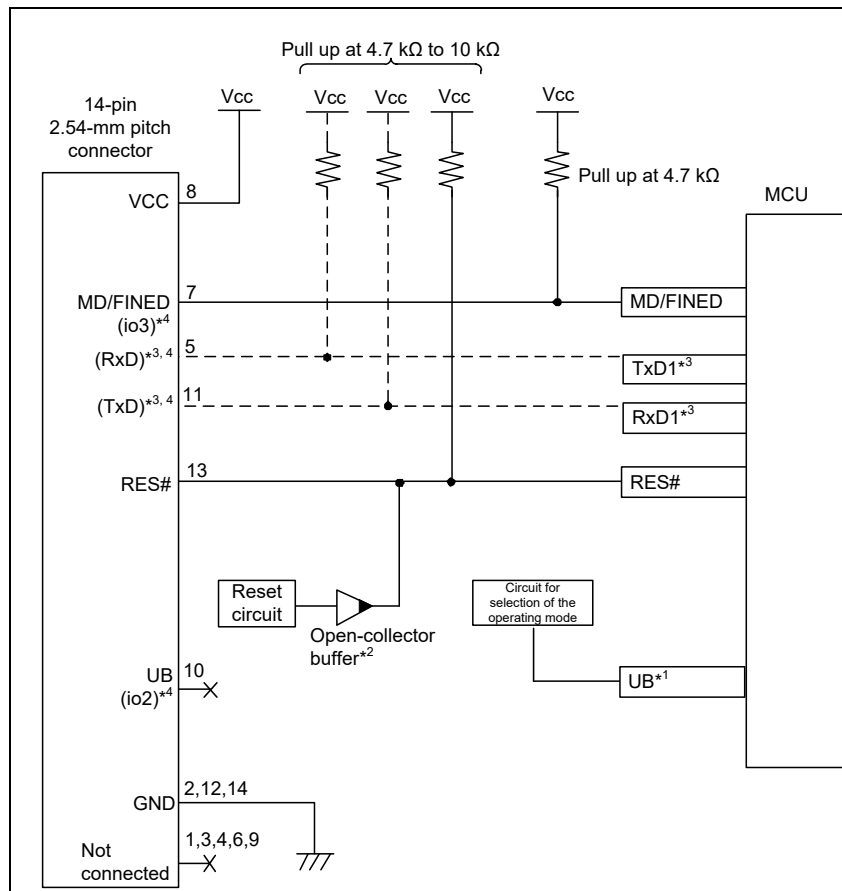 Pull up at 4.7 kΩ to 10 kΩ
Vcc
Vcc
Vcc
Vcc
Vcc
14-pin
2.54-mm pitch
connector
Pull up at 4.7 kΩ
MCU
VCC
8
MD/FINED
(io3)*4
7
MD/FINED
(RxD)*3, 4
5
TxD1*3
(TxD)*3, 4
11
RxD1*3
RES#
13
RES#
Reset
circuit
Open-collector
buffer*2
Circuit for
selection of the
operating mode
UB
(io2)*4
10
UB*1
GND
2,12,14
Not
connected
1,3,4,6,9